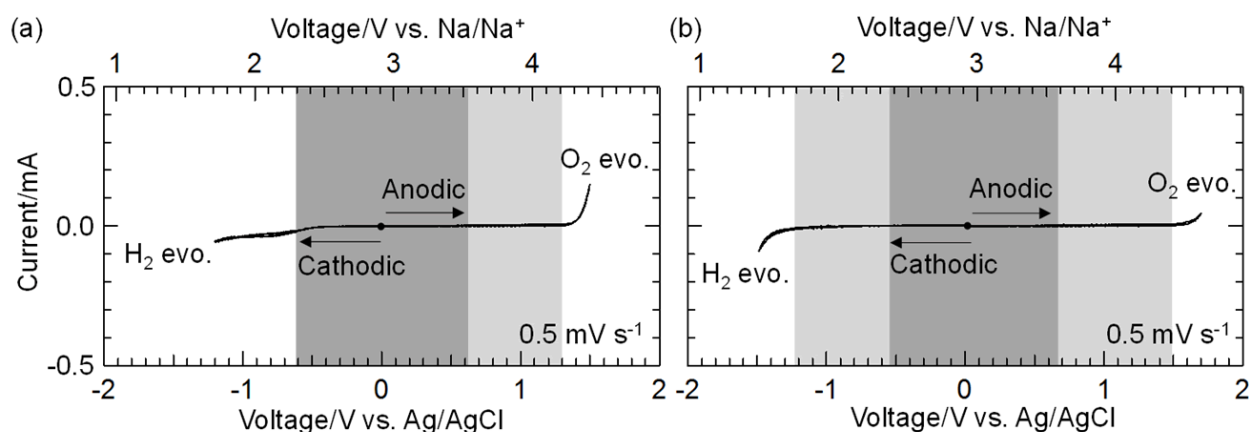 (a)
Voltage/V vs. Na/Na⁺
1 2 3 4
0.5
0.0
-0.5
Current/mA
O₂ evo.
Anodic
H₂ evo.
Cathodic
0.5 mV s⁻¹
-2 -1 0 1 2
Voltage/V vs. Ag/AgCl
(b)
Voltage/V vs. Na/Na⁺
1 2 3 4
O₂ evo.
Anodic
H₂ evo.
Cathodic
0.5 mV s⁻¹
-2 -1 0 1 2
Voltage/V vs. Ag/AgCl